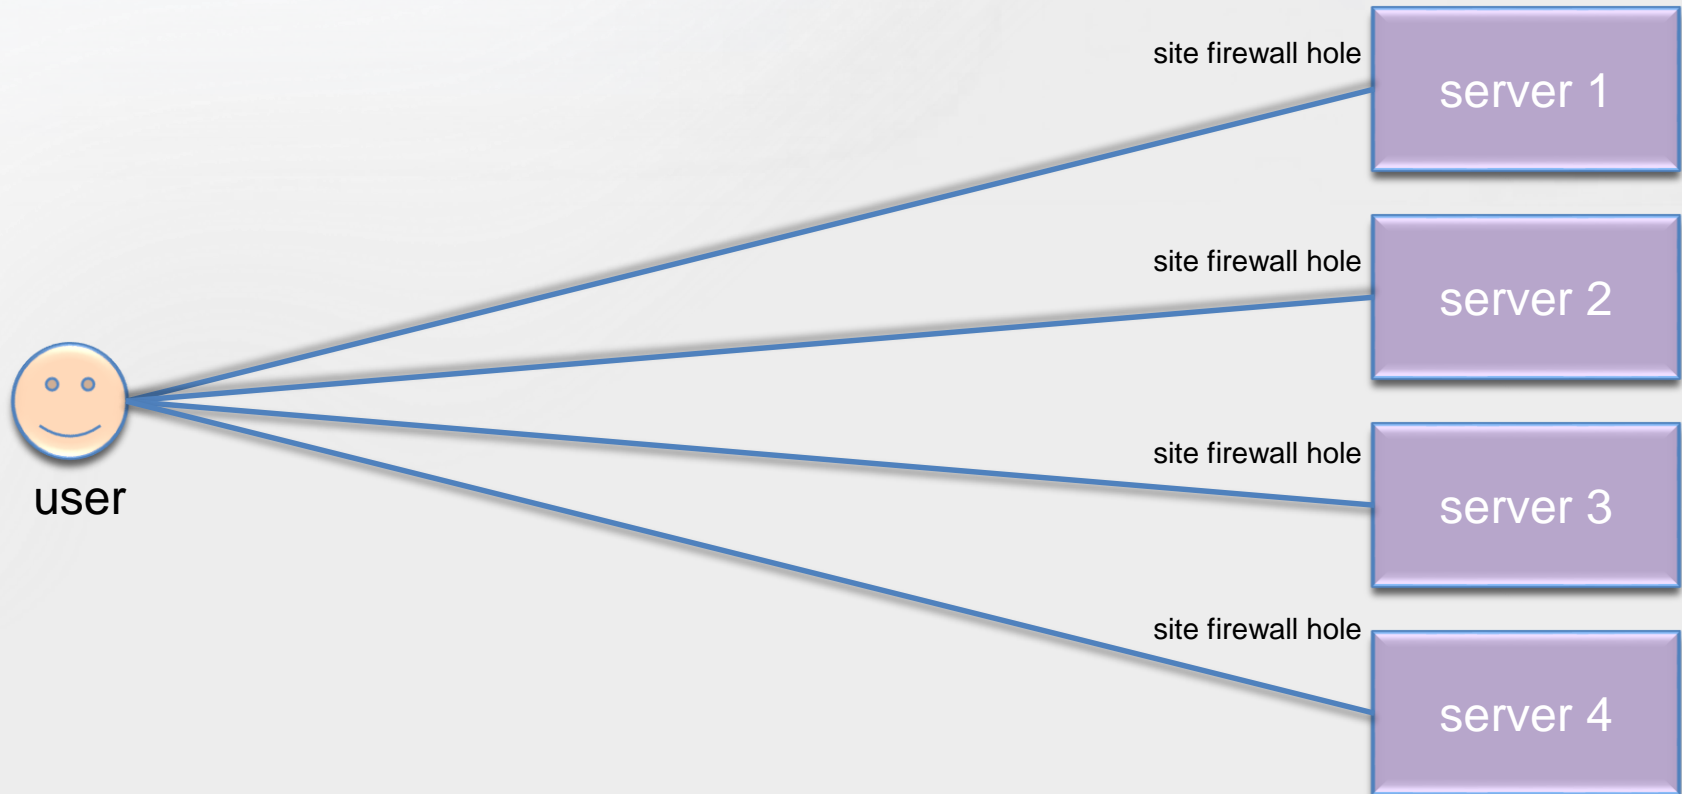 site firewall hole
server 1
site firewall hole
server 2
user
site firewall hole
server 3
site firewall hole
server 4